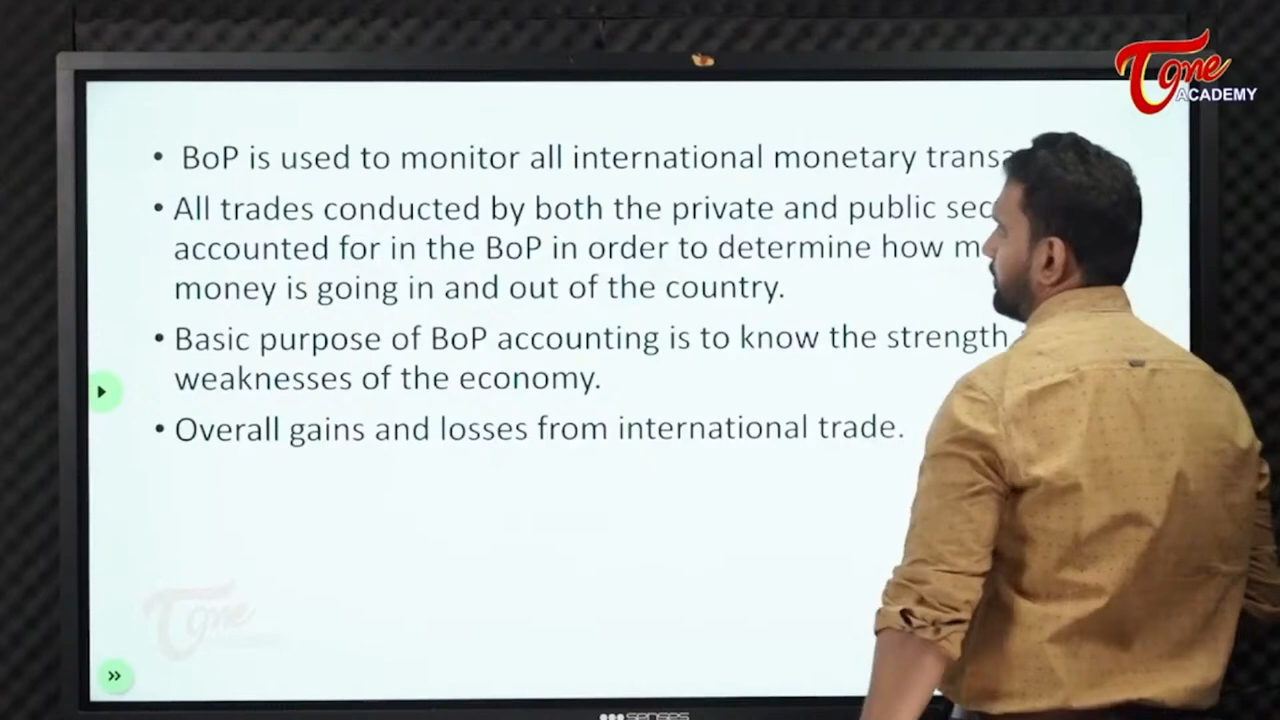 Tone
ACADEMY
• BoP is used to monitor all international monetary
• All trades conducted by both the private and public
accounted for in the BoP in order to determine how
money is going in and out of the country.
• Basic purpose of BoP accounting is to know the strength
weaknesses of the economy.
• Overall gains and losses from international trade.
Tone
senses